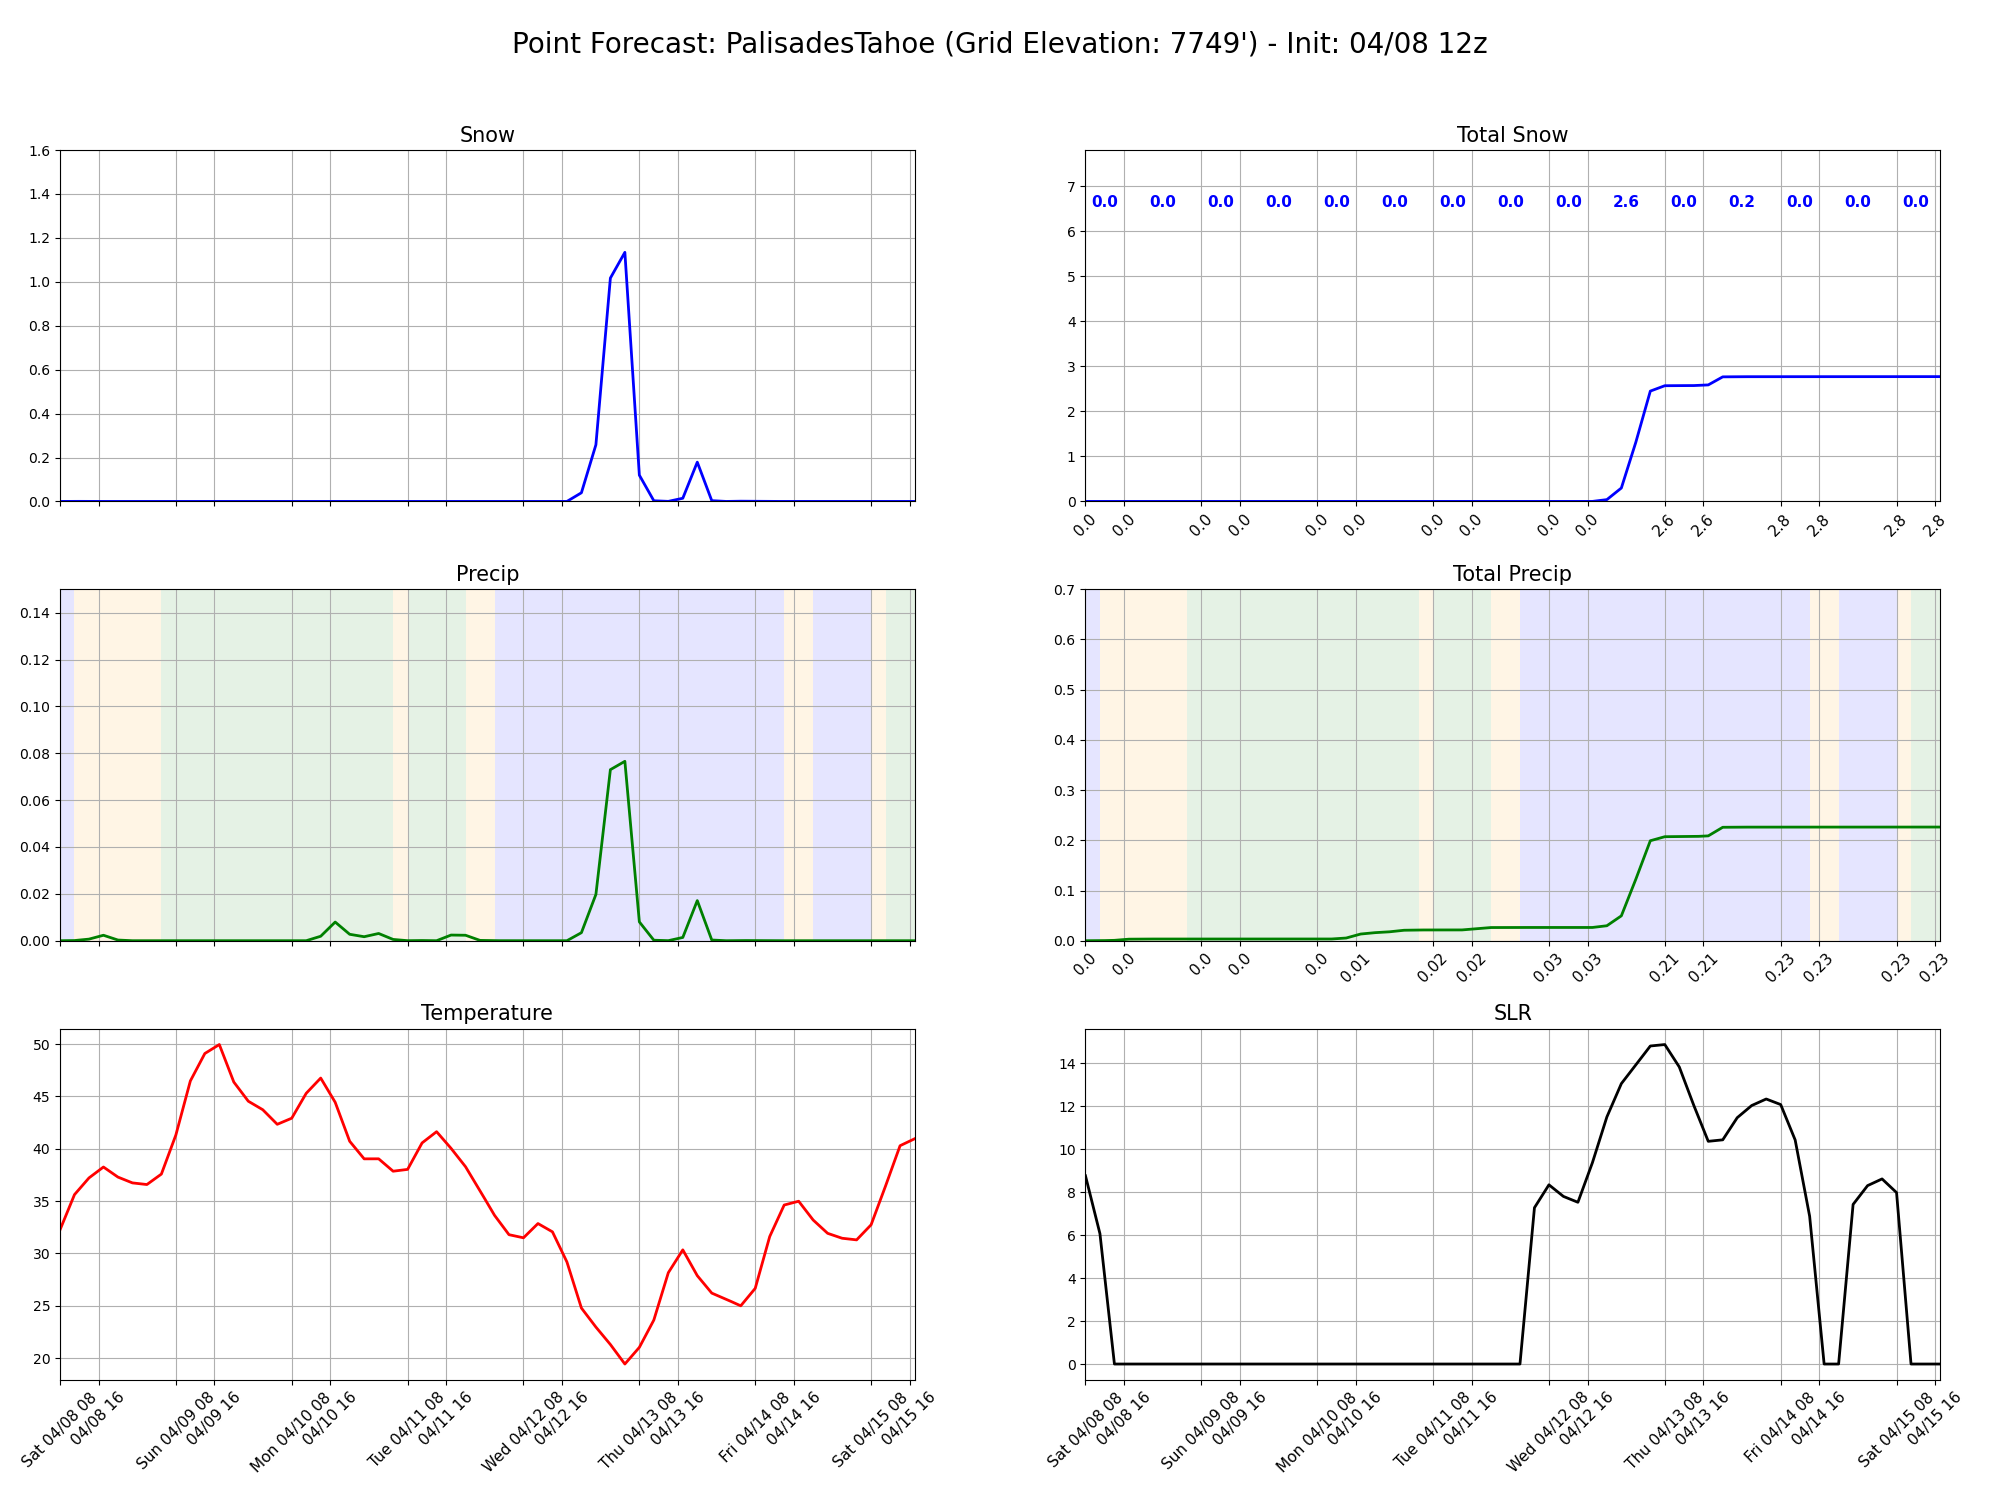 Point Forecast: PalisadesTahoe (Grid Elevation: 7749') - Init: 04/08 12z
Snow
1.6
1.4
1.2
1.0
0.8
0.6
0.4
0.2
0.0
Total Snow
7
6
5
4
3
2
1
0
0.0 0.0 0.0 0.0 0.0 0.0 0.0 0.0 0.0 2.6 0.0 0.2 0.0 0.0 0.0
0.0 0.0 0.0 0.0 0.0 0.0 0.0 0.0 0.0 0.0 2.6 2.6 2.8 2.8 2.8 2.8
Precip
0.14
0.12
0.10
0.08
0.06
0.04
0.02
0.00
Total Precip
0.7
0.6
0.5
0.4
0.3
0.2
0.1
0.0
0.0 0.0 0.0 0.0 0.0 0.01 0.02 0.02 0.03 0.03 0.21 0.21 0.23 0.23 0.23 0.23
Temperature
50
45
40
35
30
25
20
Sat 04/08 08
04/08 16
Sun 04/09 08
04/09 16
Mon 04/10 08
04/10 16
Tue 04/11 08
04/11 16
Wed 04/12 08
04/12 16
Thu 04/13 08
04/13 16
Fri 04/14 08
04/14 16
Sat 04/15 08
04/15 16
SLR
14
12
10
8
6
4
2
0
Sat 04/08 08
04/08 16
Sun 04/09 08
04/09 16
Mon 04/10 08
04/10 16
Tue 04/11 08
04/11 16
Wed 04/12 08
04/12 16
Thu 04/13 08
04/13 16
Fri 04/14 08
04/14 16
Sat 04/15 08
04/15 16